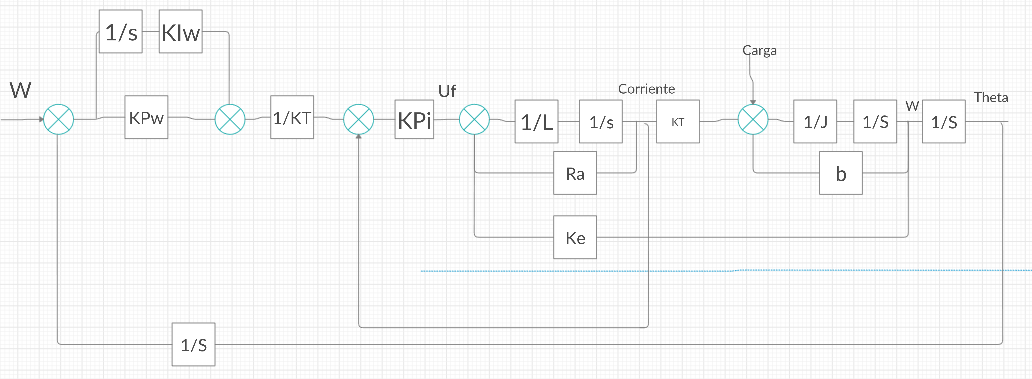 1/s
KIw
W
KPw
1/KT
KPi
Uf
1/L
1/s
Corriente
KT
Carga
1/J
1/S
W
1/S
Theta
Ra
b
Ke
1/S